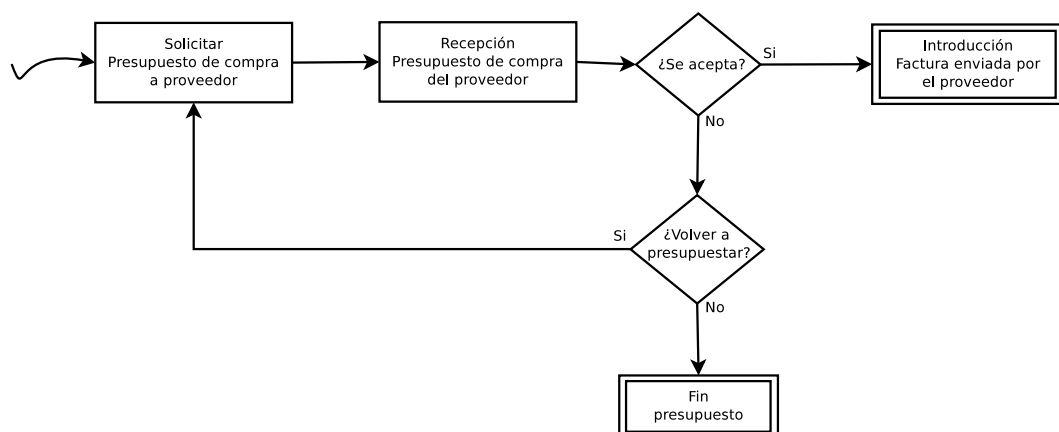 Solicitar
Presupuesto de compra
a proveedor
Recepción
Presupuesto de compra
del proveedor
¿Se acepta?
Si
Introducción
Factura enviada por
el proveedor
No
¿Volver a
presupuestar?
Si
No
Fin
presupuesto